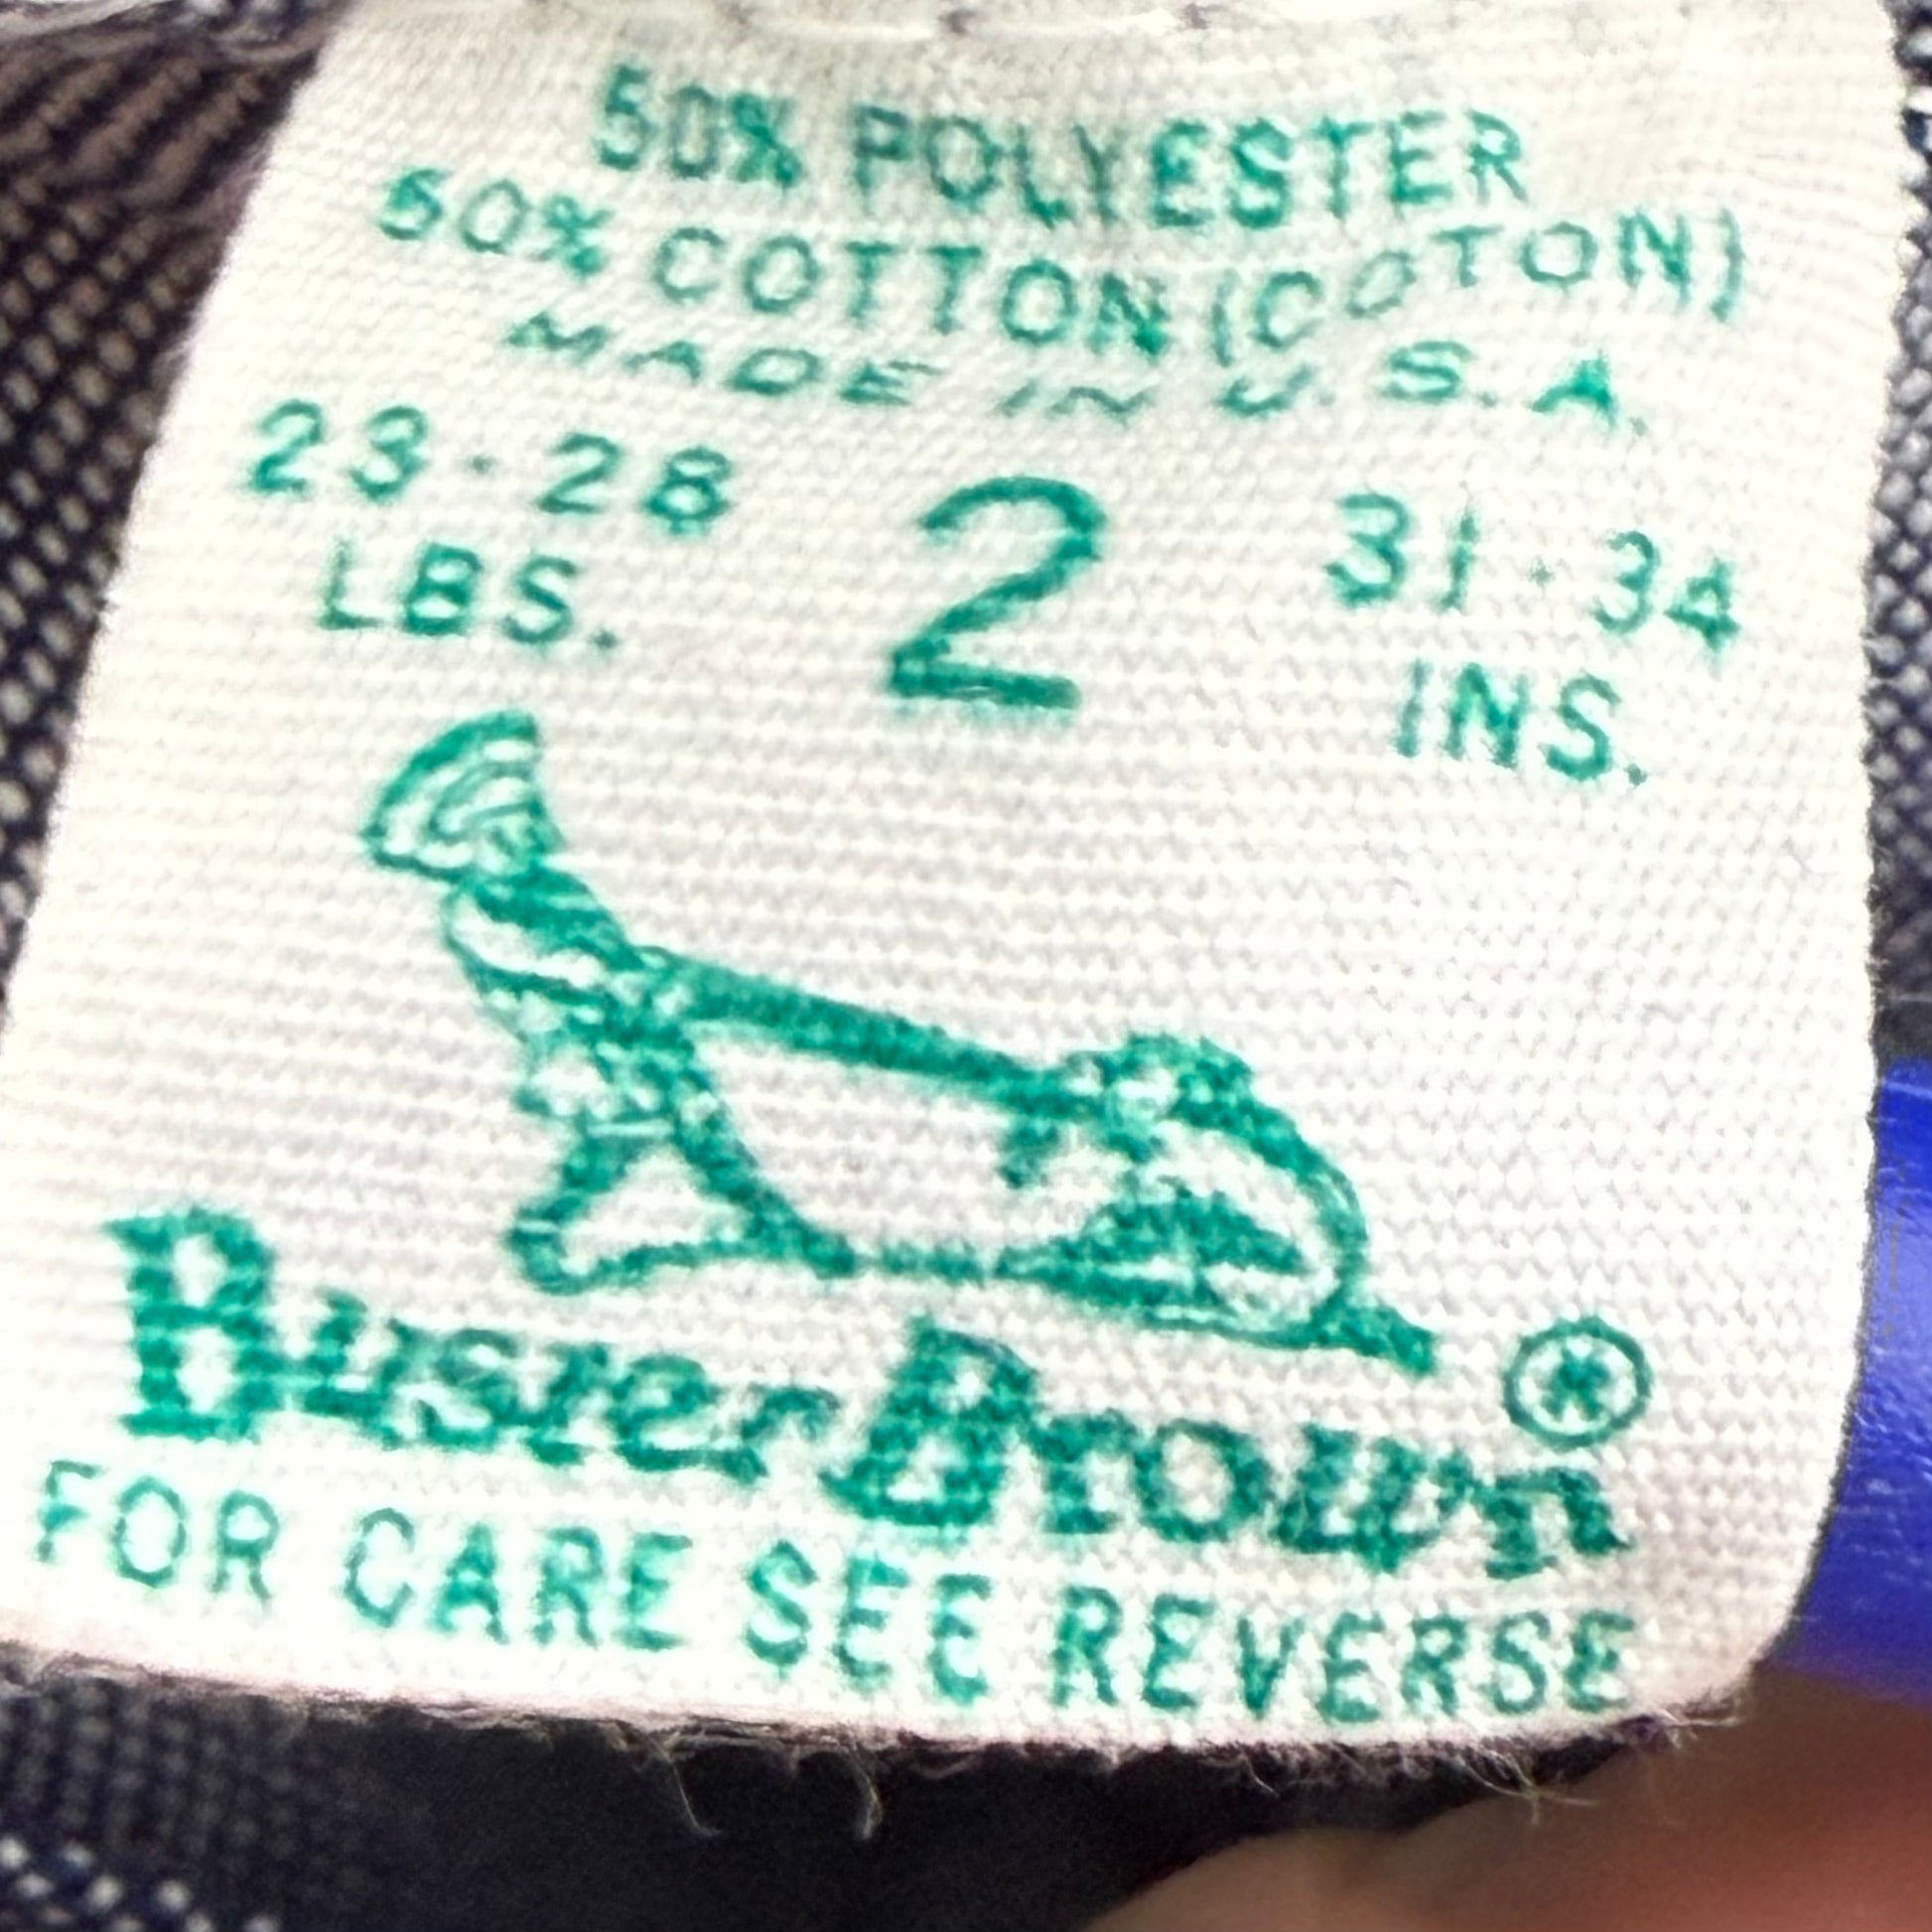 50% POLYESTER
50% COTTON (COTON)
MADE IN U.S.A.
23-28 2 31-34
LBS. INS.
Buster Brown ®
FOR CARE SEE REVERSE